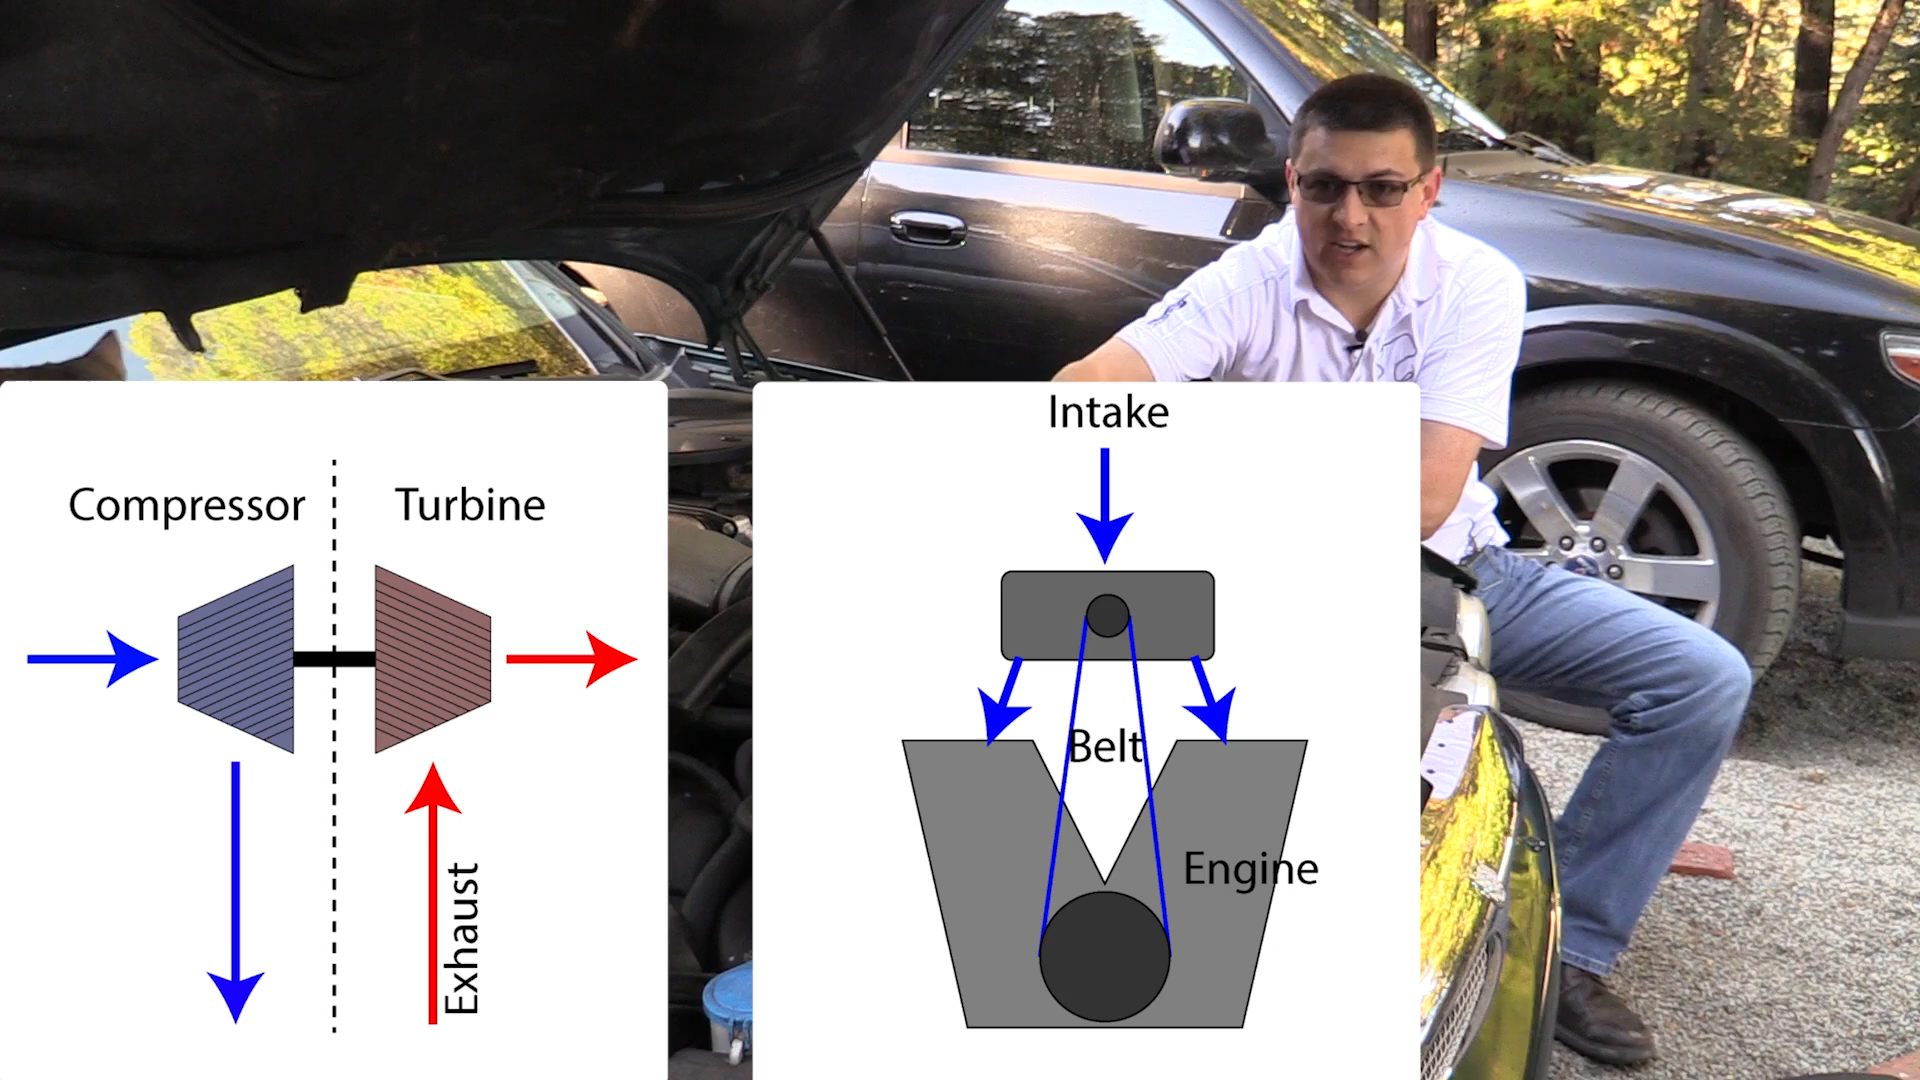 Compressor
Turbine
Exhaust
Intake
Belt
Engine